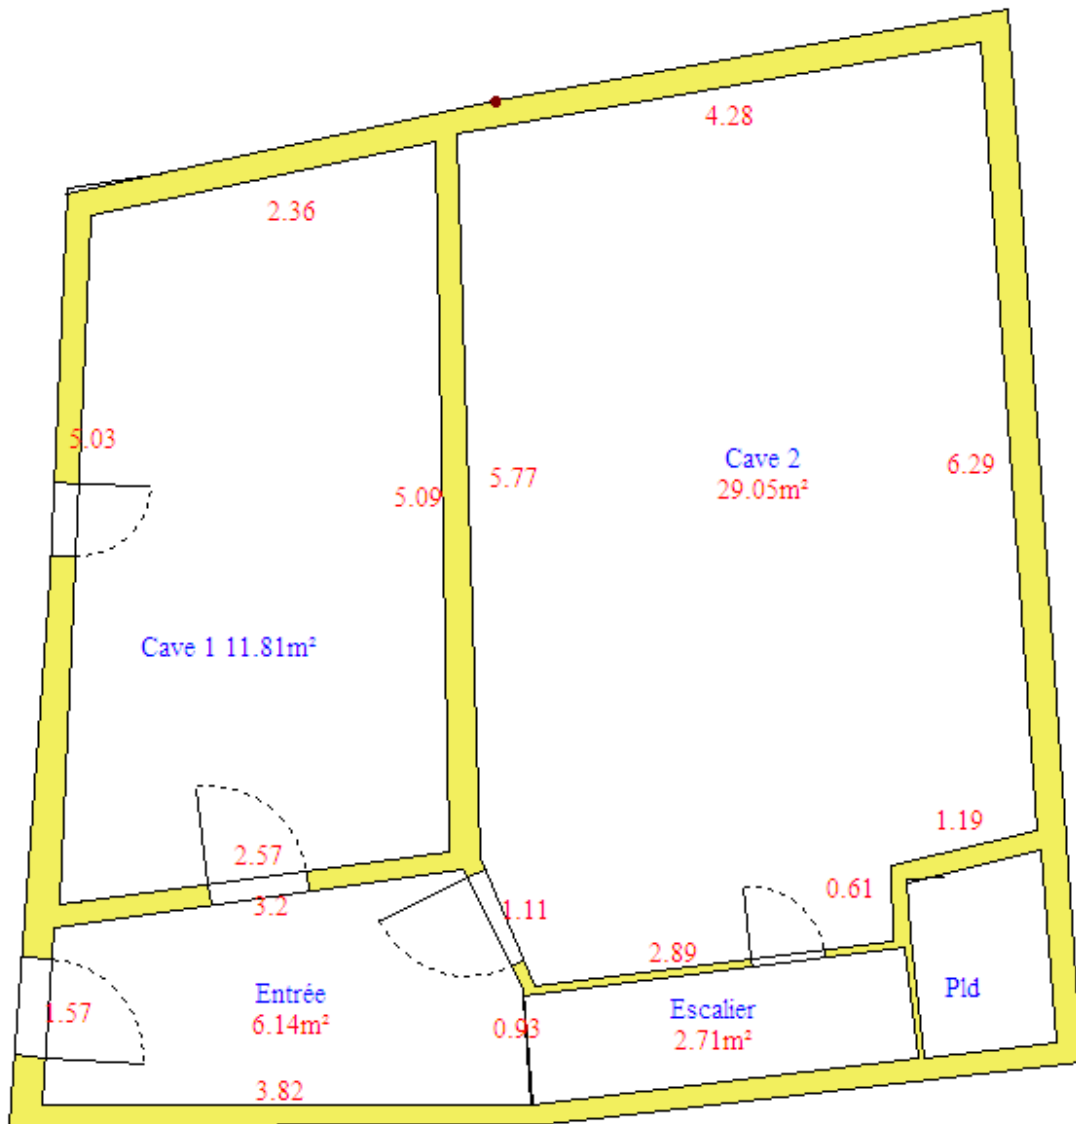 4.28
2.36
5.03
Cave 2
29.05m²
6.29
5.77
5.09
Cave 1 11.81m²
1.19
2.57
0.61
3.2
1.11
2.89
Entrée
6.14m²
Pld
Escalier
2.71m²
1.57
0.93
3.82